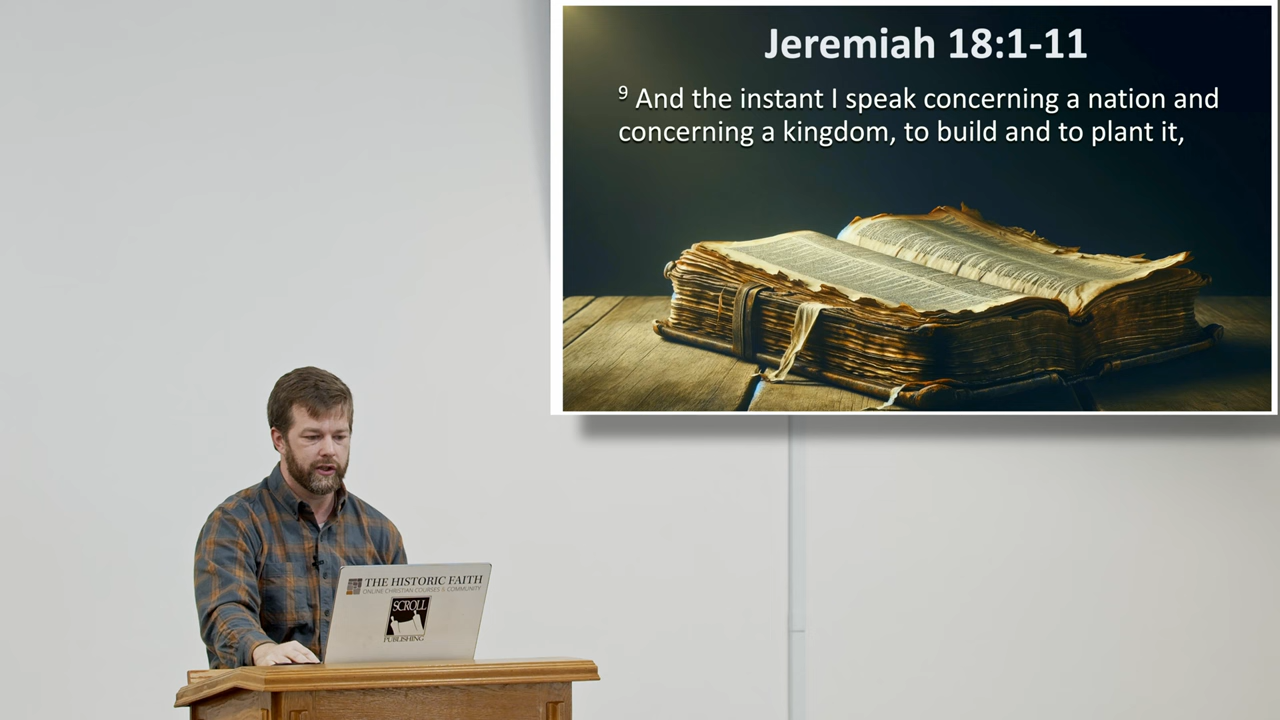 Jeremiah 18:1-11
9 And the instant I speak concerning a nation and
concerning a kingdom, to build and to plant it,
THE HISTORIC FAITH
ONLINE CHRISTIAN COURSES & COMMUNITY
SCROLL
PUBLISHING